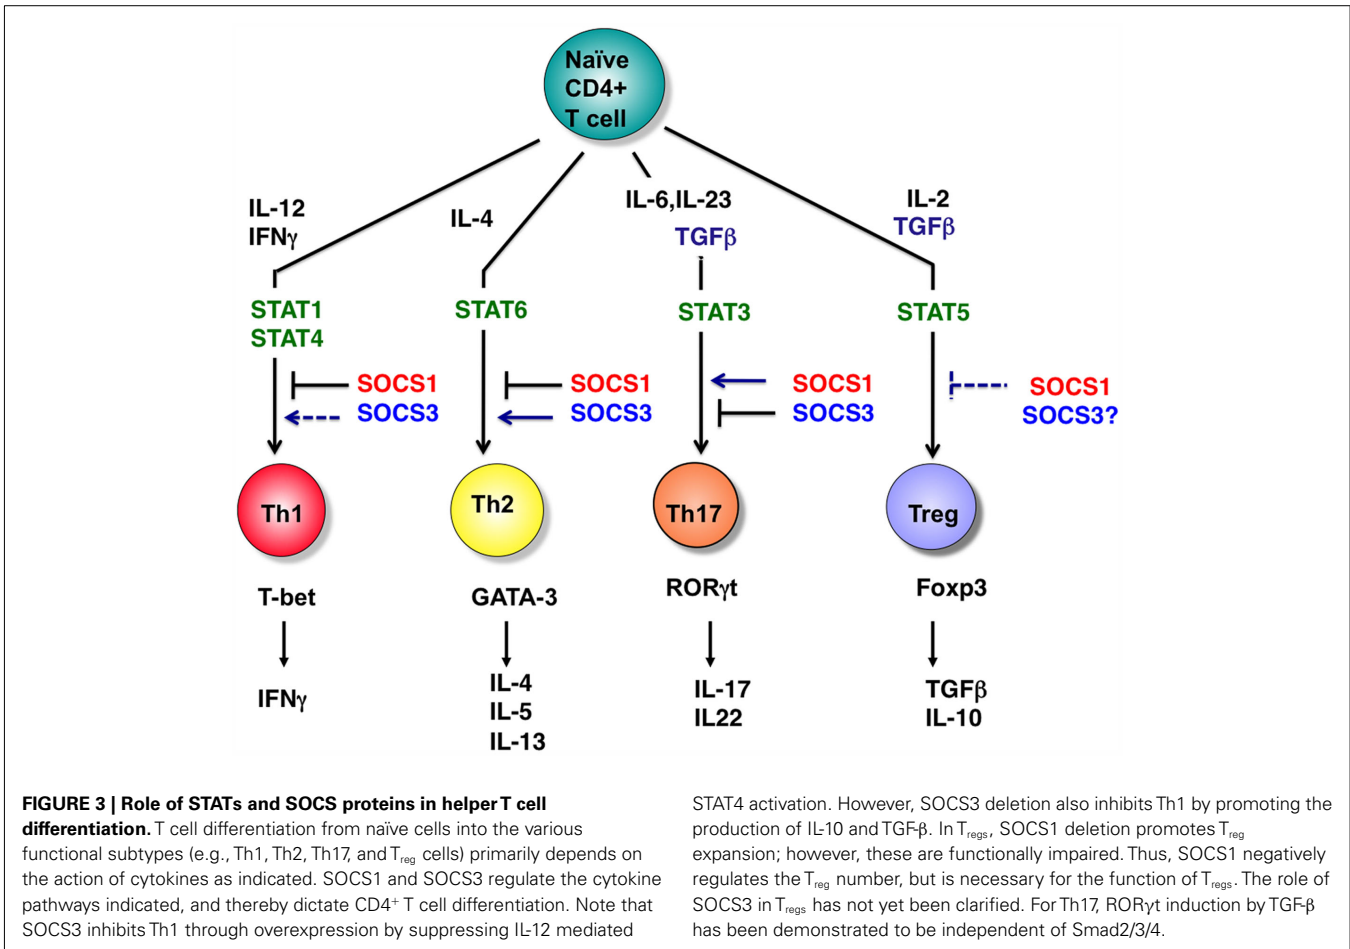 Naïve
CD4+
T cell
IL-12
IFNγ
IL-4
IL-6,IL-23
TGFβ
IL-2
TGFβ
STAT1
STAT4
STAT6
STAT3
STAT5
SOCS1
SOCS3
SOCS1
SOCS3
SOCS1
SOCS3
SOCS1
SOCS3?
Th1
Th2
Th17
Treg
T-bet
GATA-3
RORγt
Foxp3
IFNγ
IL-4
IL-5
IL-13
IL-17
IL22
TGFβ
IL-10
FIGURE 3 | Role of STATs and SOCS proteins in helper T cell
differentiation. T cell differentiation from naïve cells into the various
functional subtypes (e.g., Th1, Th2, Th17, and Treg cells) primarily depends on
the action of cytokines as indicated. SOCS1 and SOCS3 regulate the cytokine
pathways indicated, and thereby dictate CD4+ T cell differentiation. Note that
SOCS3 inhibits Th1 through overexpression by suppressing IL-12 mediated
STAT4 activation. However, SOCS3 deletion also inhibits Th1 by promoting the
production of IL-10 and TGF-β. In Tregs, SOCS1 deletion promotes Treg
expansion; however, these are functionally impaired. Thus, SOCS1 negatively
regulates the Treg number, but is necessary for the function of Tregs. The role of
SOCS3 in Tregs has not yet been clarified. For Th17, RORγt induction by TGF-β
has been demonstrated to be independent of Smad2/3/4.